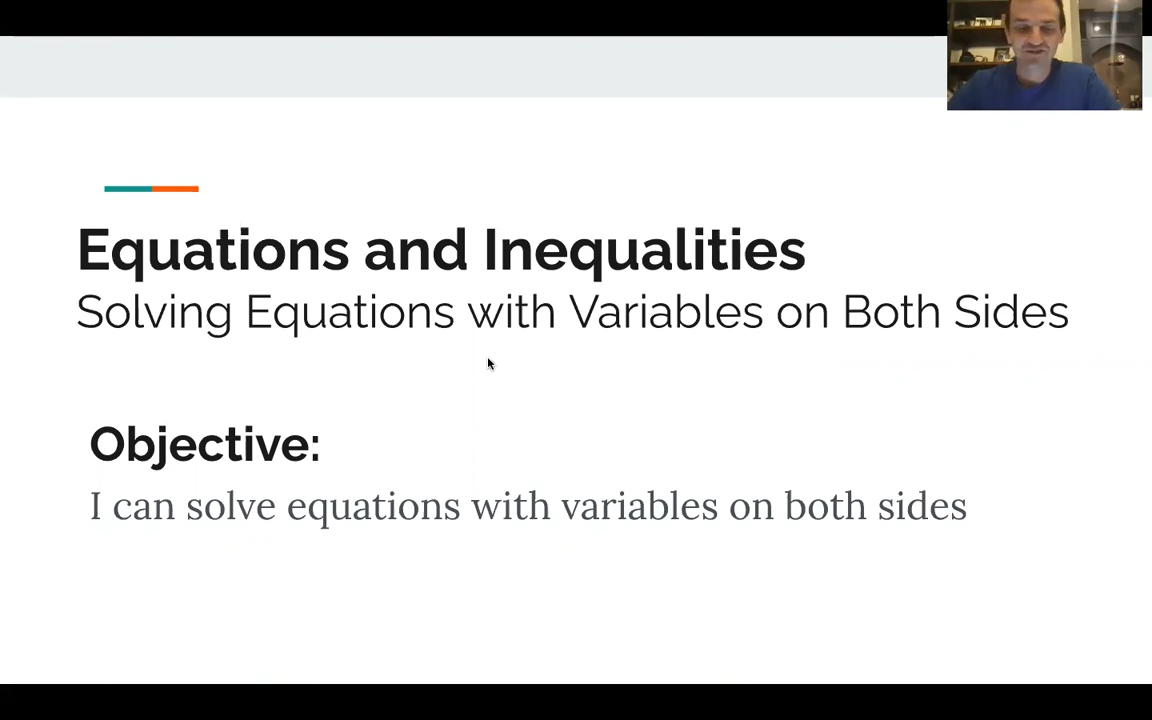 Equations and Inequalities
Solving Equations with Variables on Both Sides
Objective:
I can solve equations with variables on both sides